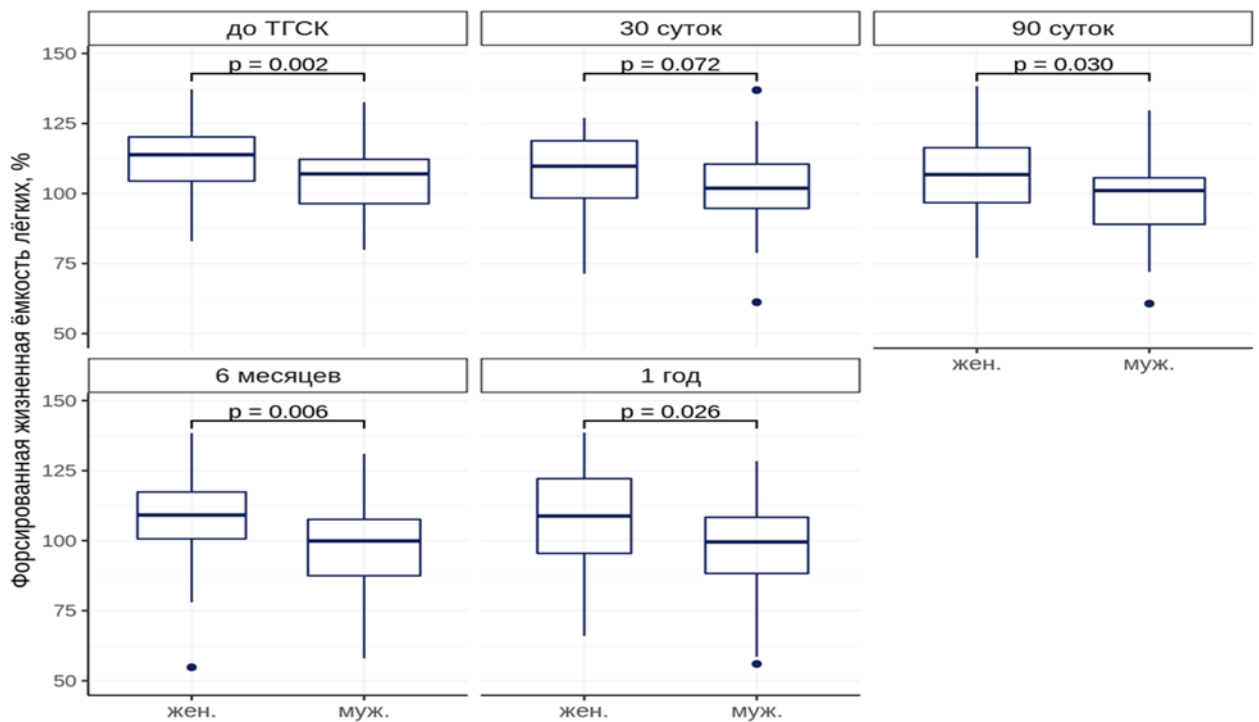 Форсированная жизненная ёмкость лёгких, %
до ТГСК
30 суток
90 суток
150
125
100
75
50
p = 0.002
p = 0.072
p = 0.030
жен.
муж.
6 месяцев
1 год
150
125
100
75
50
p = 0.006
p = 0.026
жен.
муж.
жен.
муж.